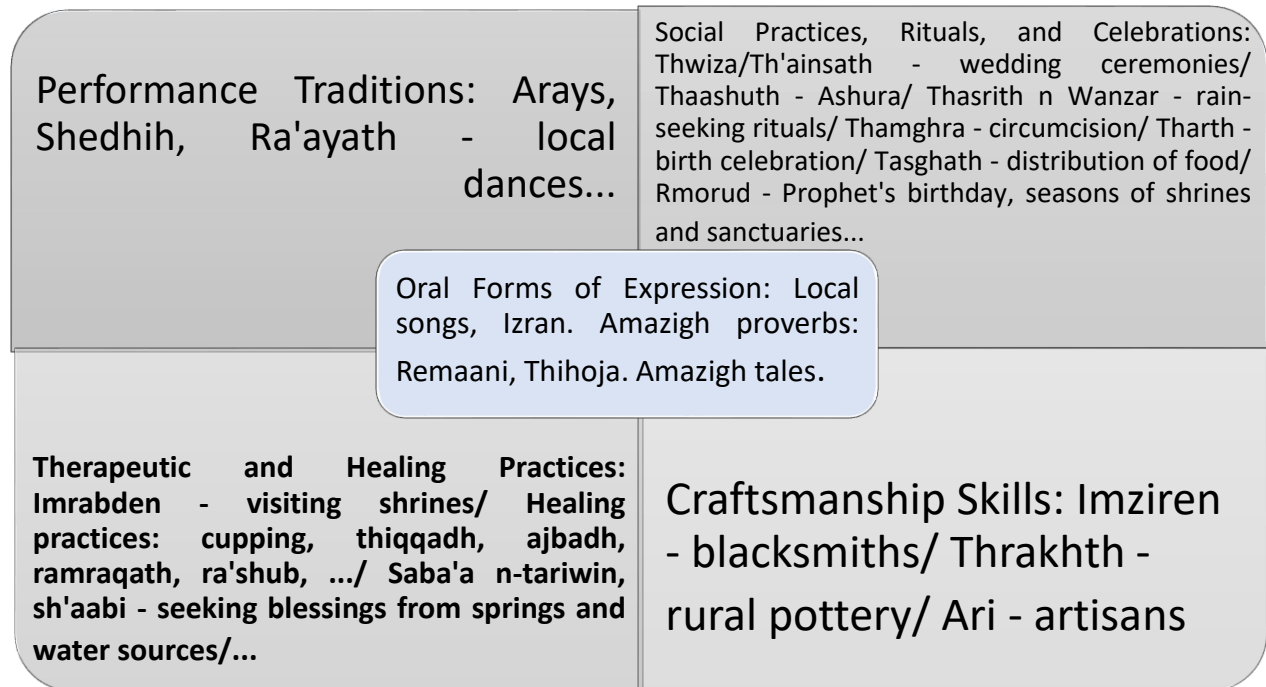 Performance Traditions: Arays,
Shedhih, Ra'ayath - local
dances...
Social Practices, Rituals, and Celebrations:
Thwiza/Th'ainsath - wedding ceremonies/
Thaashuth - Ashura/ Thasrith n Wanzar - rain-
seeking rituals/ Thamghra - circumcision/ Tharth -
birth celebration/ Tasghath - distribution of food/
Rmorud - Prophet's birthday, seasons of shrines
and sanctuaries...
Oral Forms of Expression: Local
songs, Izran. Amazigh proverbs:
Remaani, Thihoja. Amazigh tales.
Therapeutic and Healing Practices:
Imrabden - visiting shrines/ Healing
practices: cupping, thiqqadh, ajbadh,
ramraqath, ra'shub, .../ Saba'a n-tariwin,
sh'aabi - seeking blessings from springs and
water sources/...
Craftsmanship Skills: Imziren
- blacksmiths/ Thrakhth -
rural pottery/ Ari - artisans